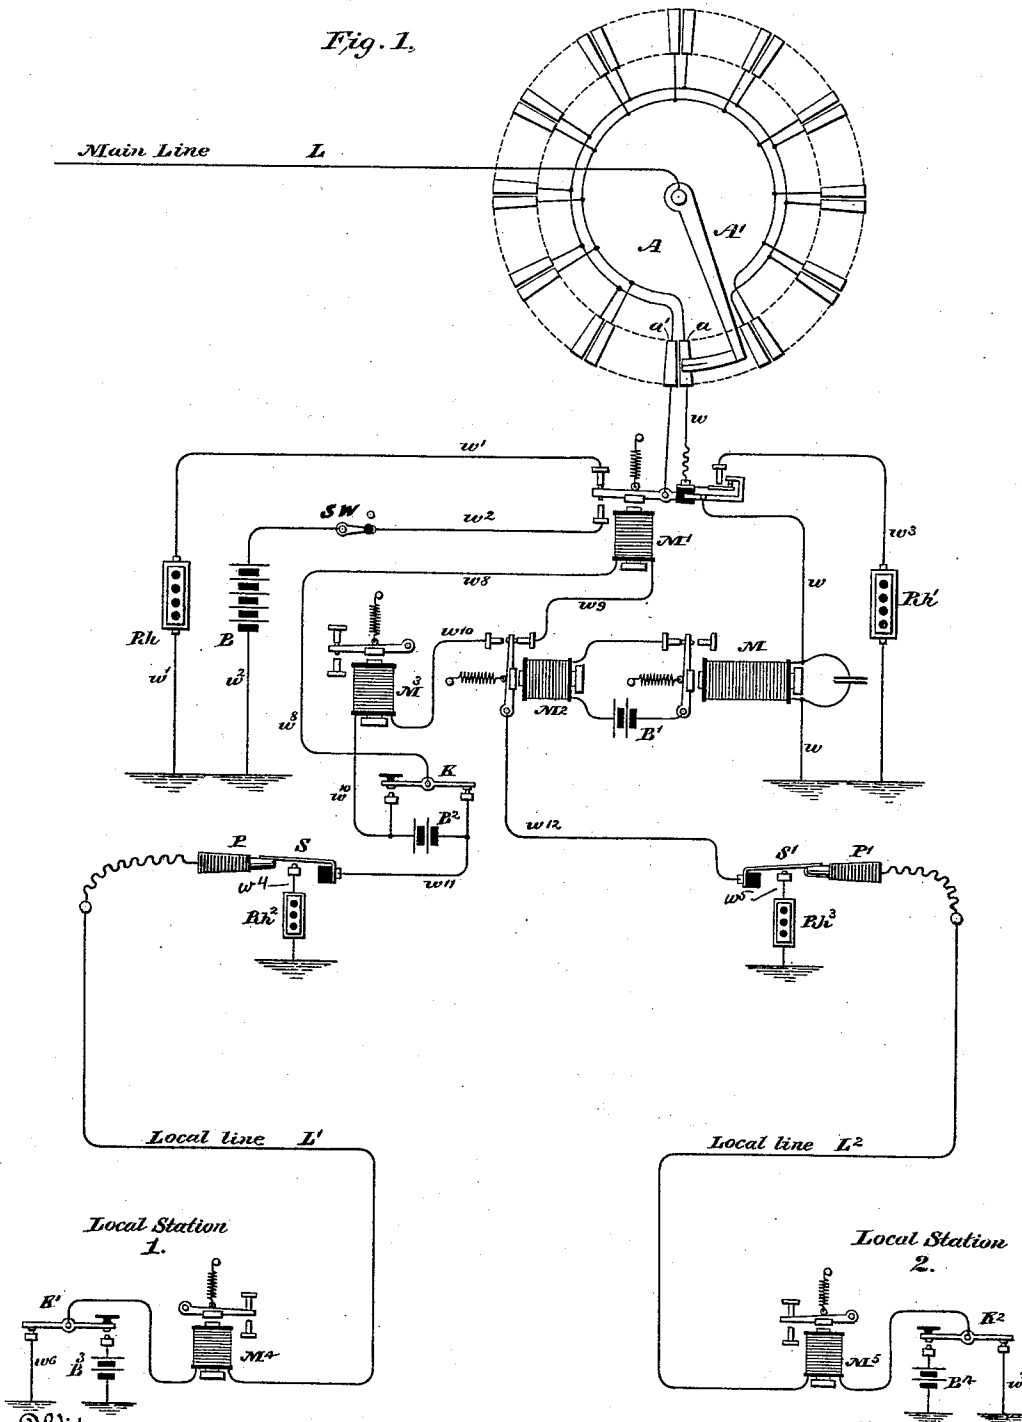 Fig. 1,
Main Line L
A A'
a' a
w
w'
SW w2
M'
w3
w8
w9
w
Rh'
Rh B
w10
M
M3
w'
w2
M2
B'
w8
w
K
w10
B2
w12
P S
S' P'
w4 w11
w5
Rh2
Rh3
Local line L'
Local line L2
Local Station
1.
Local Station
2.
K'
K2
w6
B3
M4
M5
B4